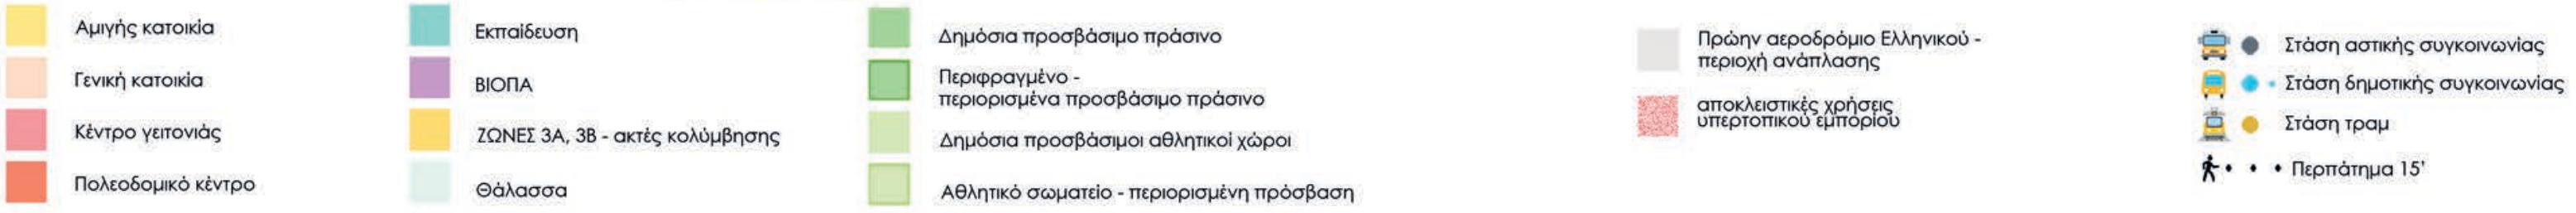 Αμιγής κατοικία
Γενική κατοικία
Κέντρο γειτονιάς
Πολεοδομικό κέντρο
Εκπαίδευση
ΒΙΟΠΑ
ΖΩΝΕΣ 3Α, 3Β - ακτές κολύμβησης
Θάλασσα
Δημόσια προσβάσιμο πράσινο
Περιφραγμένο -
περιορισμένα προσβάσιμο πράσινο
Δημόσια προσβάσιμοι αθλητικοί χώροι
Αθλητικό σωματείο - περιορισμένη πρόσβαση
Πρώην αεροδρόμιο Ελληνικού -
περιοχή ανάπλασης
αποκλειστικές χρήσεις
υπερτοπικού εμπορίου
Στάση αστικής συγκοινωνίας
Στάση δημοτικής συγκοινωνίας
Στάση τραμ
Περπάτημα 15'